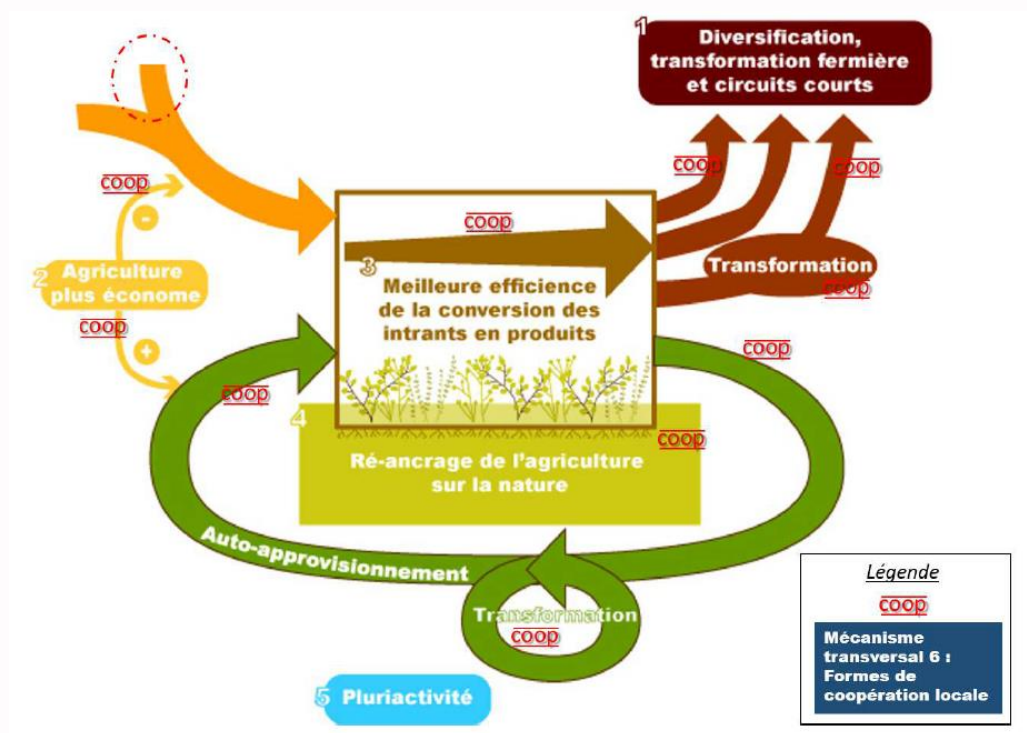 1
Diversification,
transformation fermière
et circuits courts
coop
coop
coop
coop
2 Agriculture
plus économe
-
+
coop
3
Meilleure efficience
de la conversion des
intrants en produits
Transformation
coop
coop
coop
4
coop
Ré-ancrage de l'agriculture
sur la nature
Auto-approvisionnement
Transformation
coop
5 Pluriactivité
Légende
coop
Mécanisme
transversal 6 :
Formes de
coopération locale